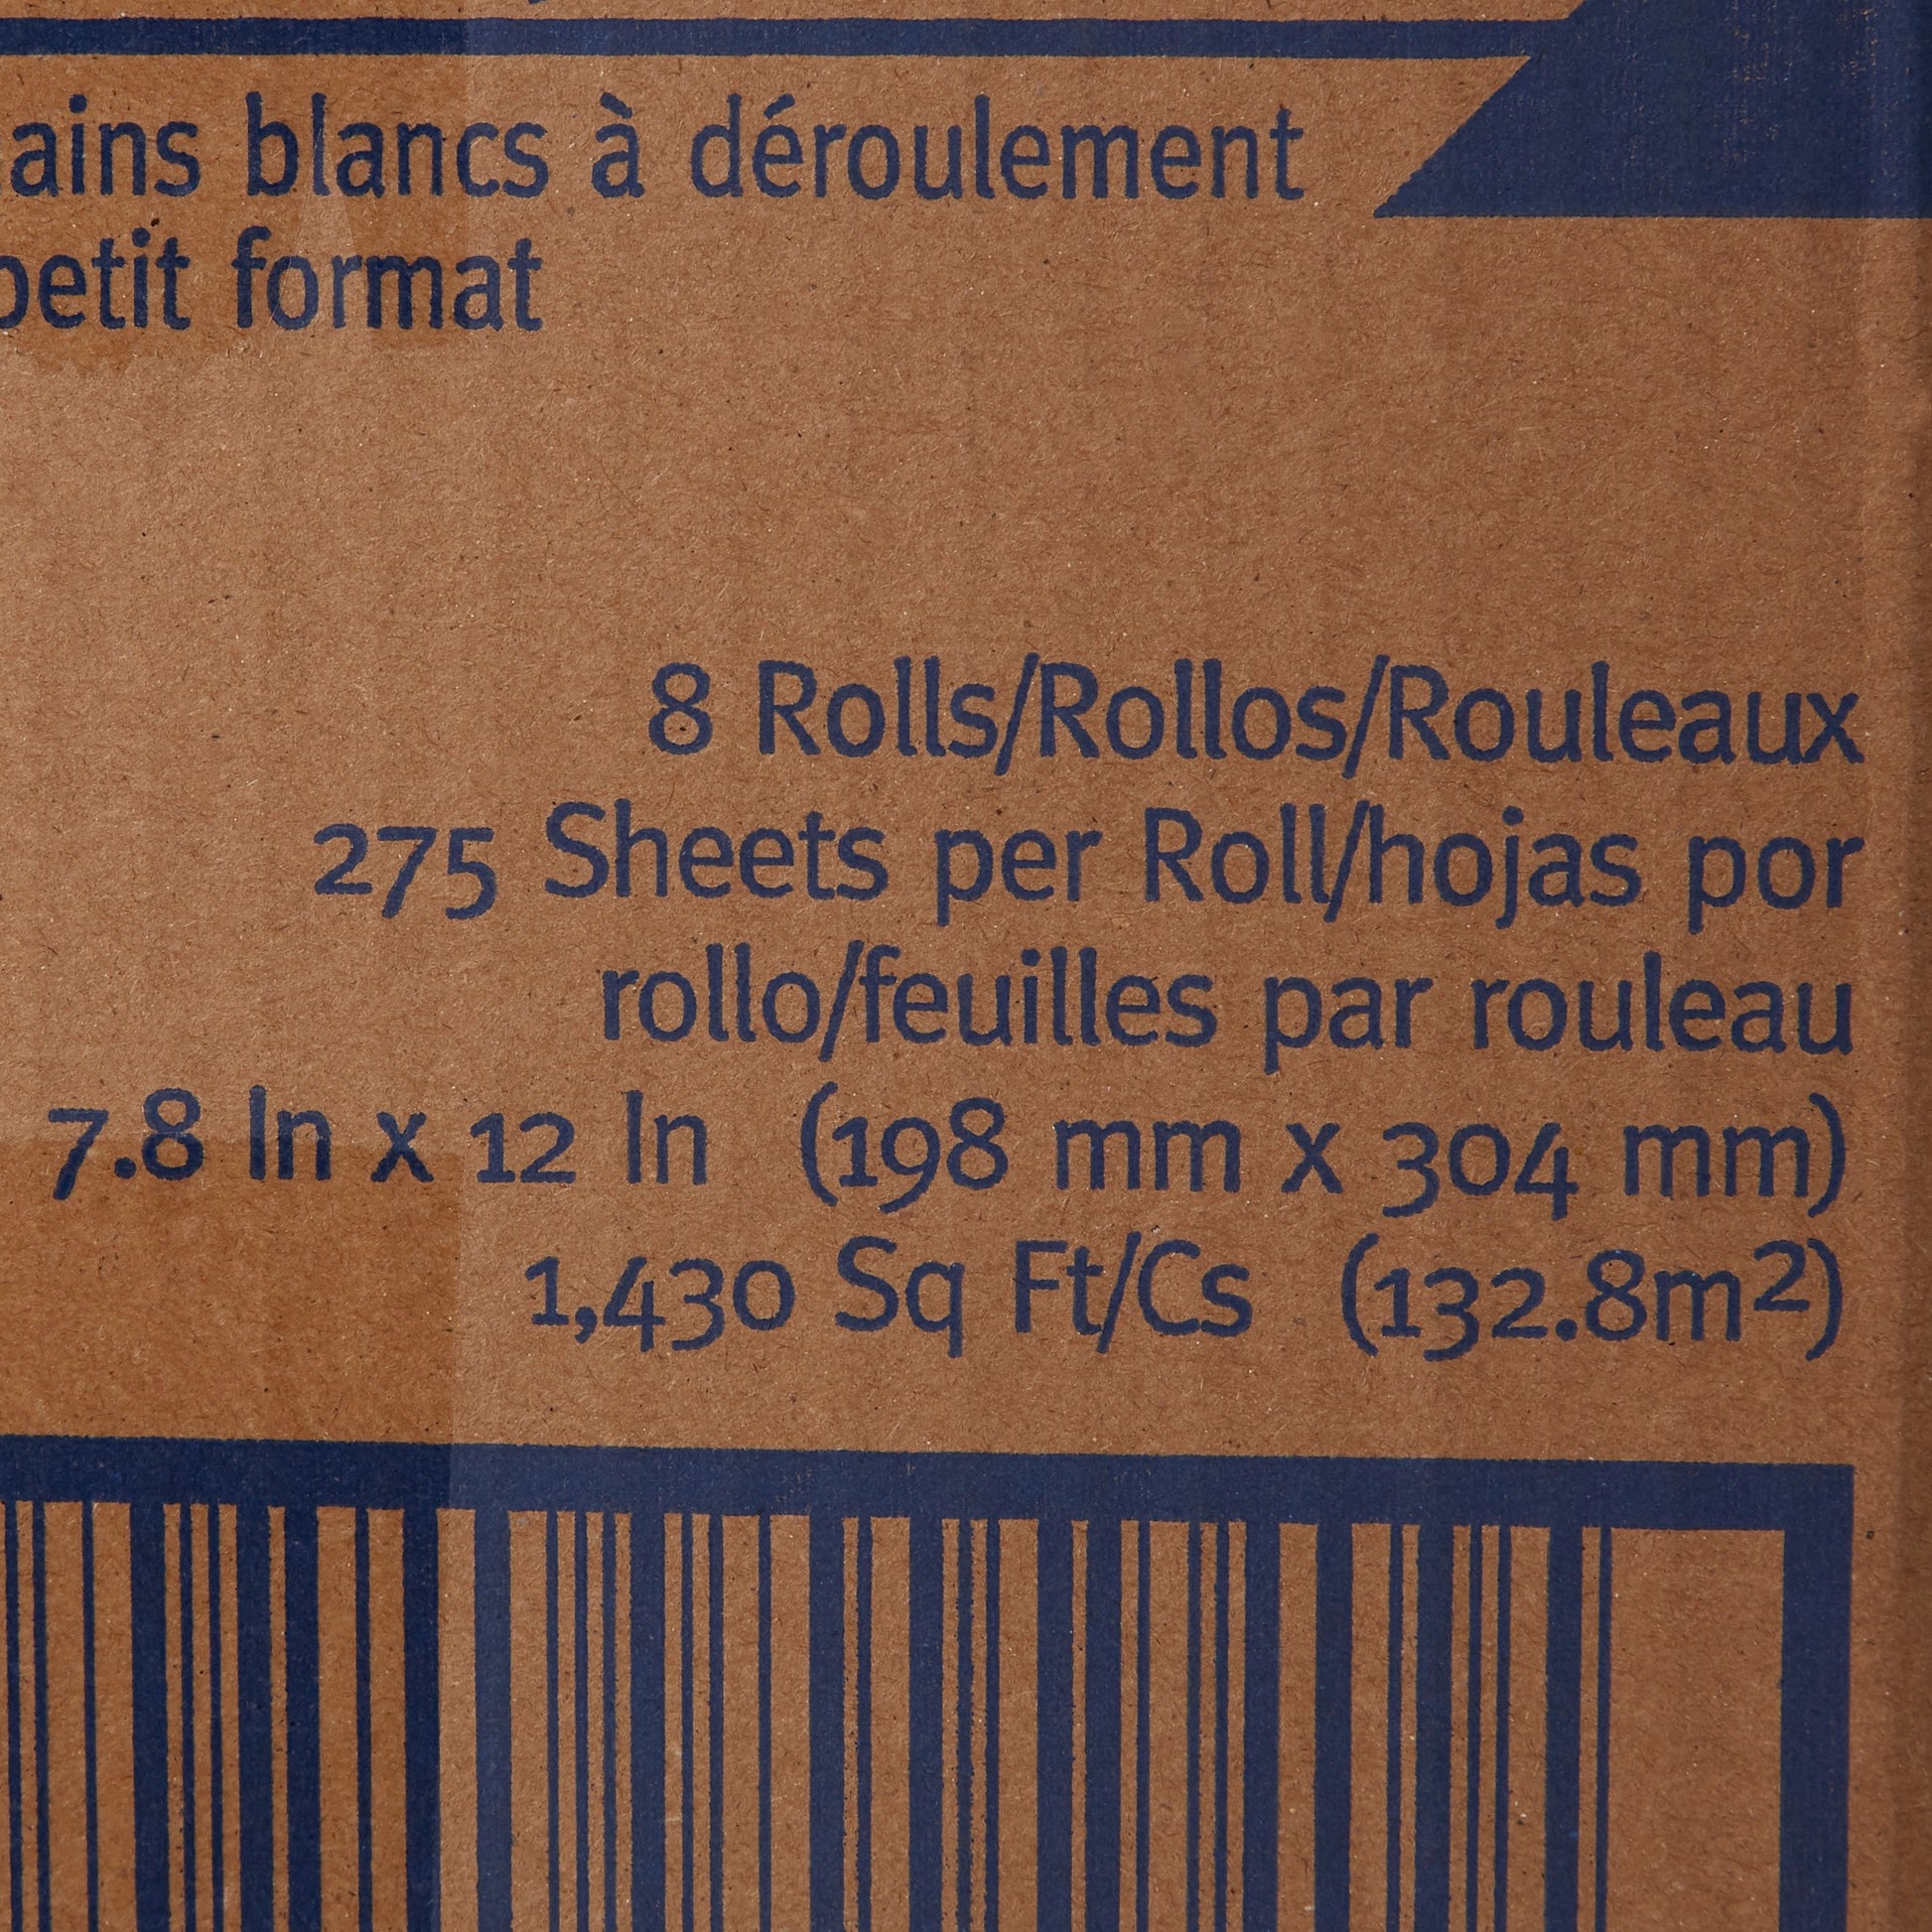 blancs à déroulement
petit format
8 Rolls/Rollos/Rouleaux
275 Sheets per Roll/hojas por
rollo/feuilles par rouleau
7.8 In x 12 In (198 mm x 304 mm)
1,430 Sq Ft/Cs (132.8m²)